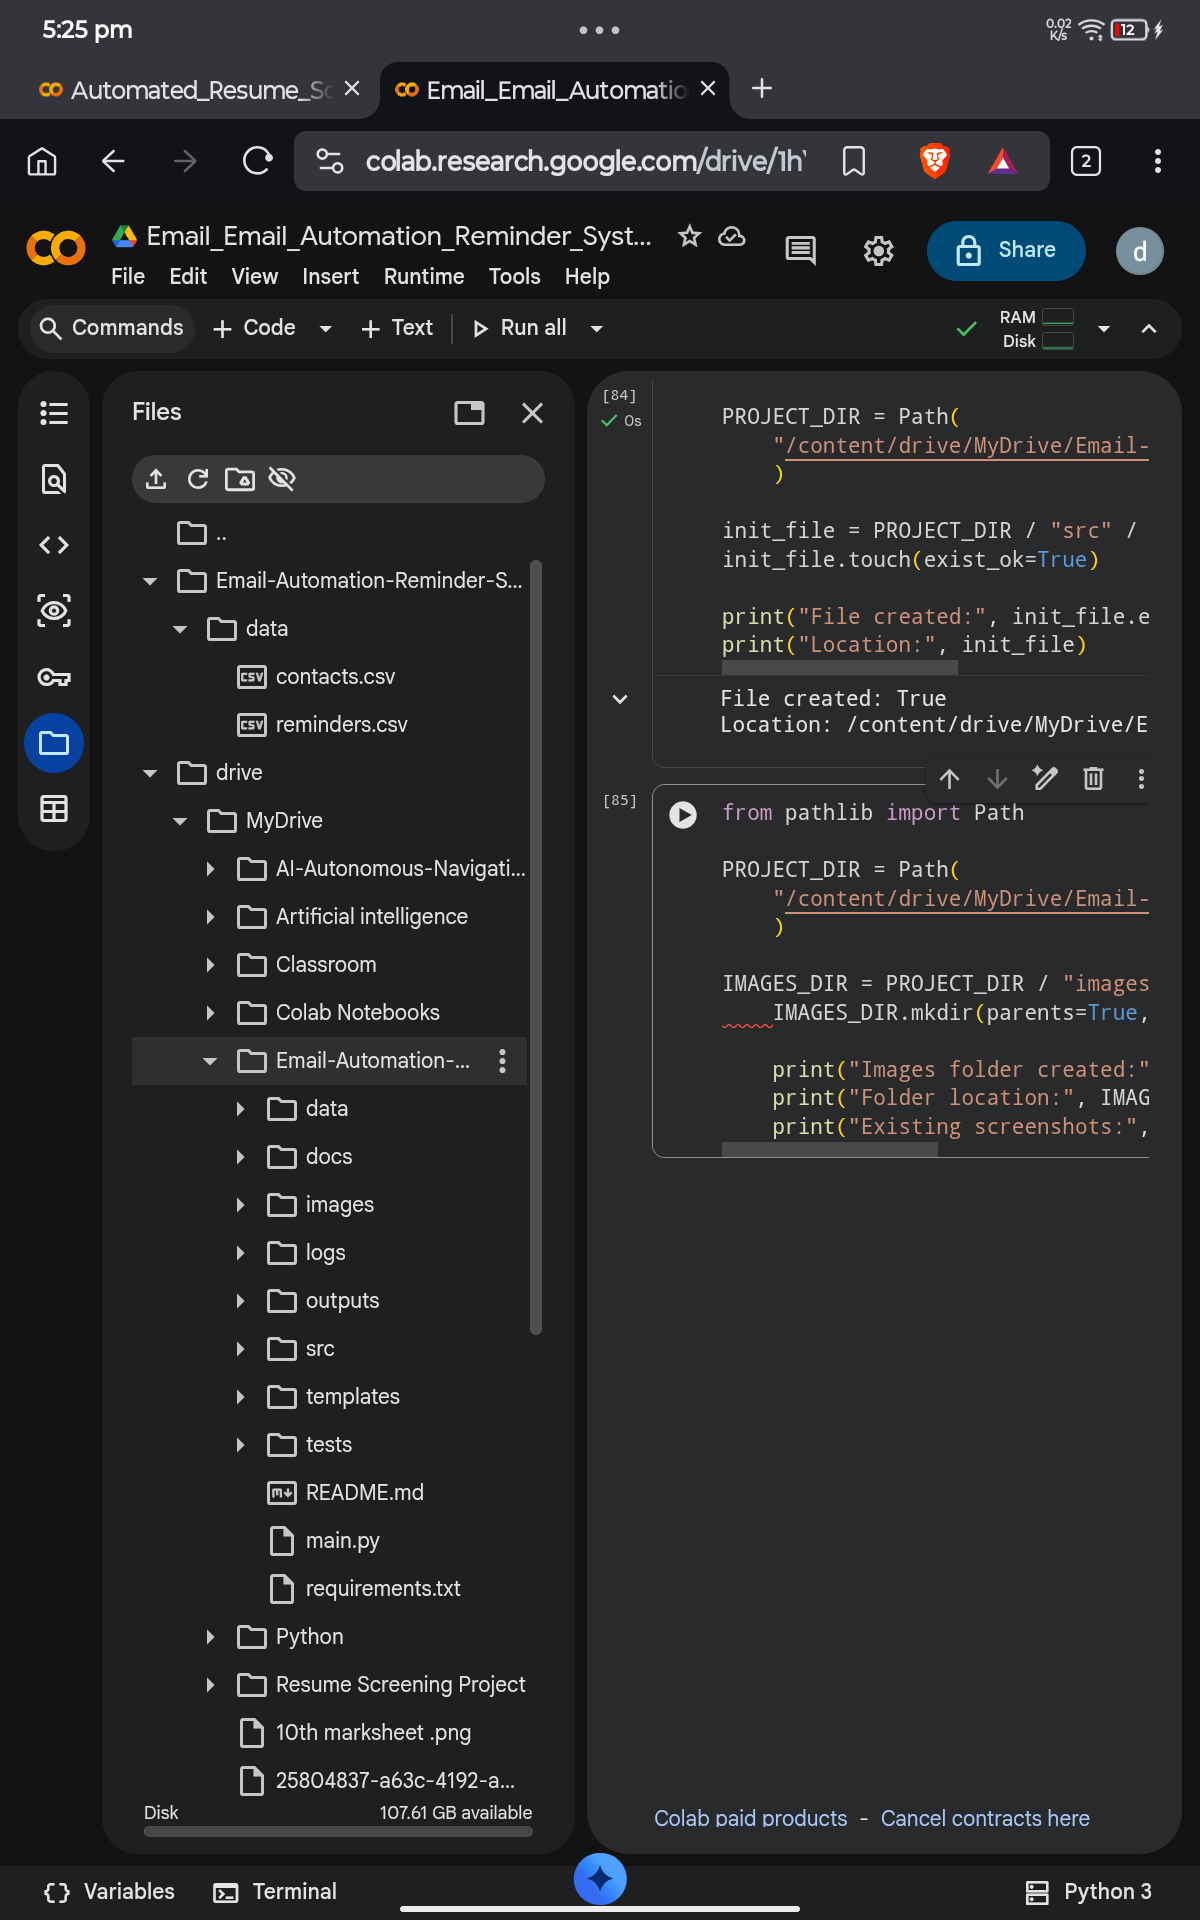 5:25 pm
0.02 K/s
12
Automated_Resume_Sc
Email_Email_Automatio
colab.research.google.com/drive/1h
2
Email_Email_Automation_Reminder_Syst...
File Edit View Insert Runtime Tools Help
Share
d
Commands
+ Code
+ Text
Run all
RAM
Disk
Files
..
Email-Automation-Reminder-S...
data
contacts.csv
reminders.csv
drive
MyDrive
AI-Autonomous-Navigati...
Artificial intelligence
Classroom
Colab Notebooks
Email-Automation-...
data
docs
images
logs
outputs
src
templates
tests
README.md
main.py
requirements.txt
Python
Resume Screening Project
10th marksheet .png
25804837-a63c-4192-a...
Disk
107.61 GB available
[84]
0s
PROJECT_DIR = Path(
"/content/drive/MyDrive/Email-
)
init_file = PROJECT_DIR / "src" /
init_file.touch(exist_ok=True)
print("File created:", init_file.e
print("Location:", init_file)
File created: True
Location: /content/drive/MyDrive/E
[85]
from pathlib import Path
PROJECT_DIR = Path(
"/content/drive/MyDrive/Email-
)
IMAGES_DIR = PROJECT_DIR / "images
IMAGES_DIR.mkdir(parents=True,
print("Images folder created:"
print("Folder location:", IMAG
print("Existing screenshots:",
Colab paid products - Cancel contracts here
Variables
Terminal
Python 3